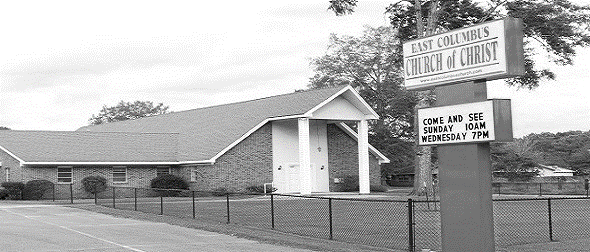 EAST COLUMBUS
CHURCH of CHRIST
COME AND SEE
SUNDAY 10AM
WEDNESDAY 7PM